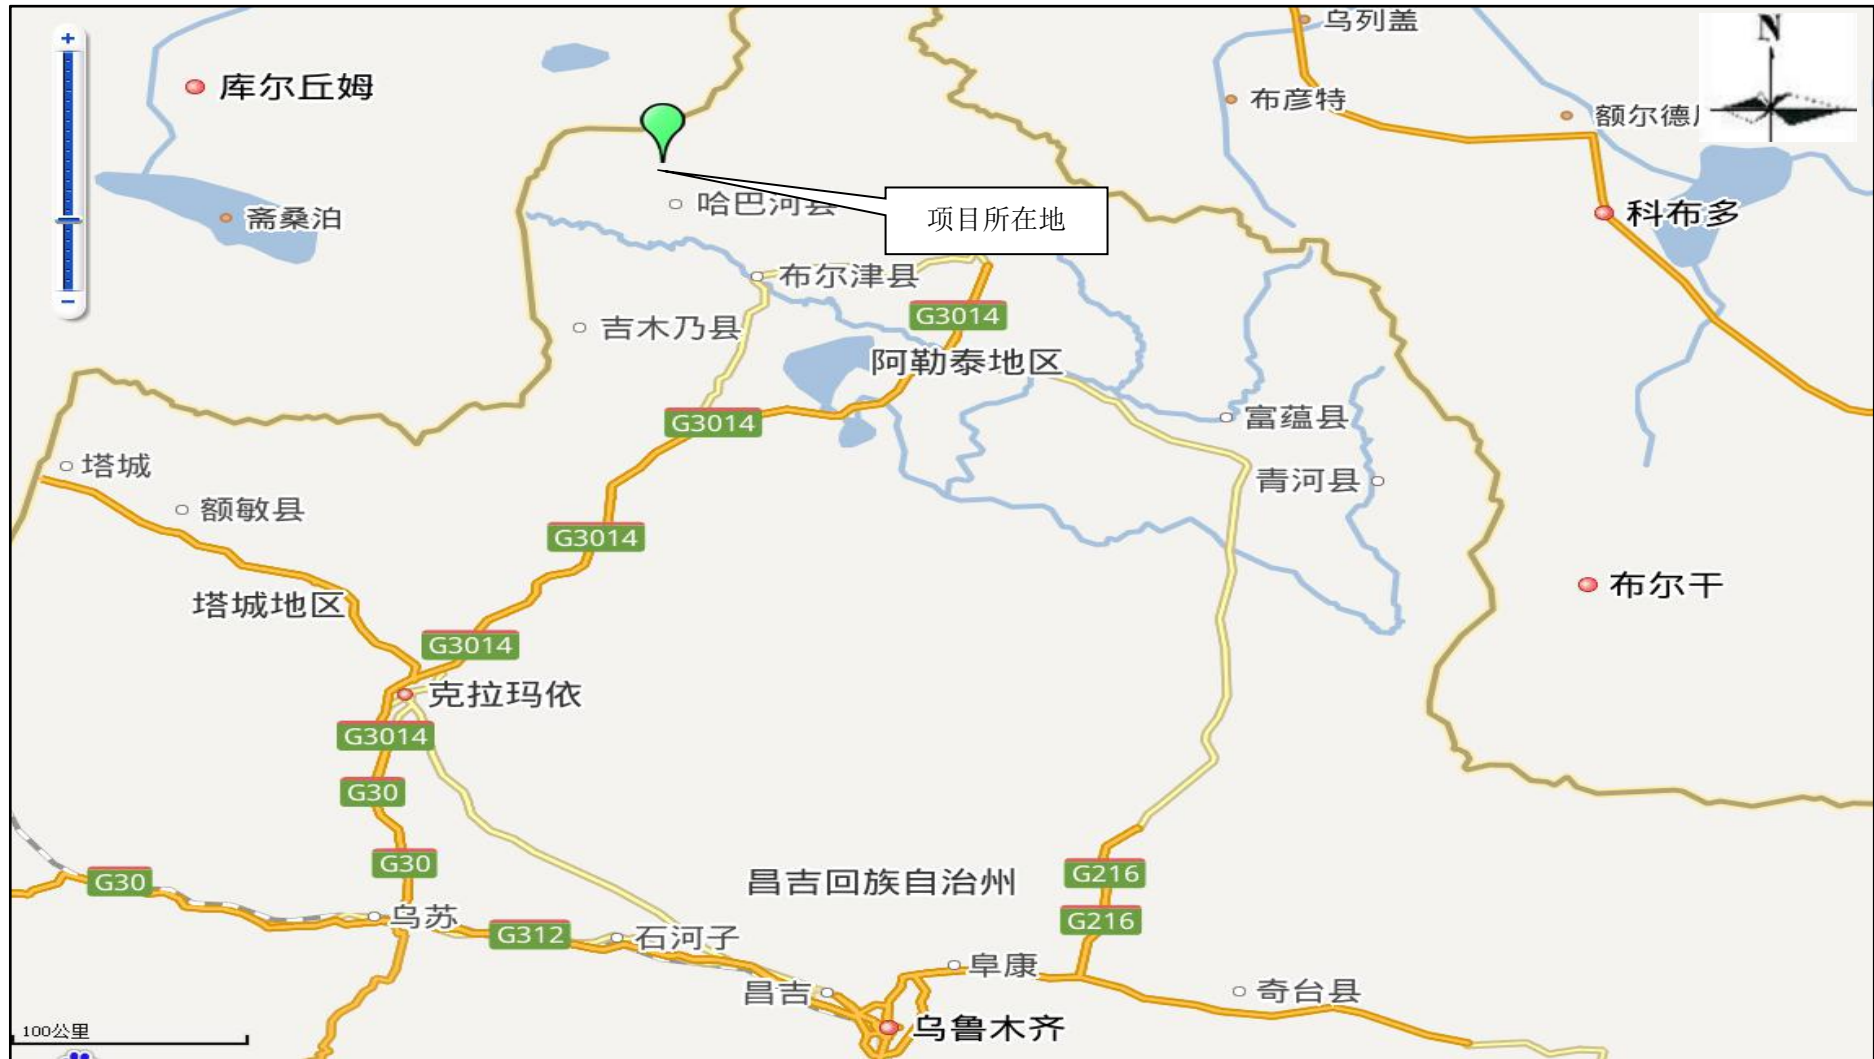 +
乌列盖
N
库尔丘姆
布彦特
额尔德
哈巴河县
斋桑泊
项目所在地
科布多
布尔津县
−
G3014
吉木乃县
阿勒泰地区
G3014
富蕴县
塔城
青河县
额敏县
G3014
布尔干
塔城地区
G3014
克拉玛依
G3014
G30
G30
G30
昌吉回族自治州
G216
乌苏
G216
G312
石河子
阜康
昌吉
奇台县
100公里
乌鲁木齐